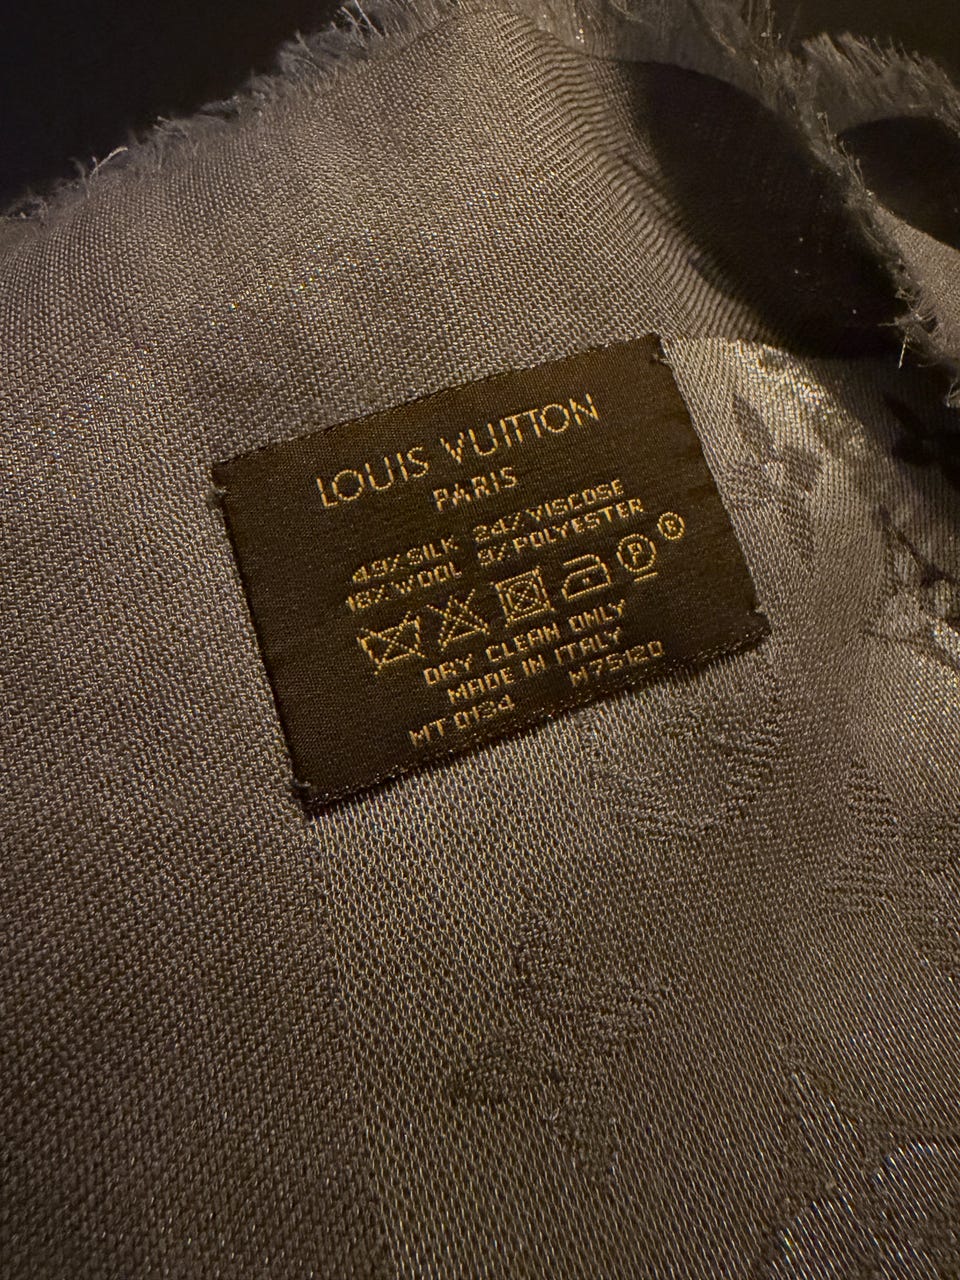 LOUIS VUITTON
PARIS
49% SILK 24% VISCOSE
18% WOOL 9% POLYESTER
P ®
DRY CLEAN ONLY
MADE IN ITALY
MT 0134 M75120